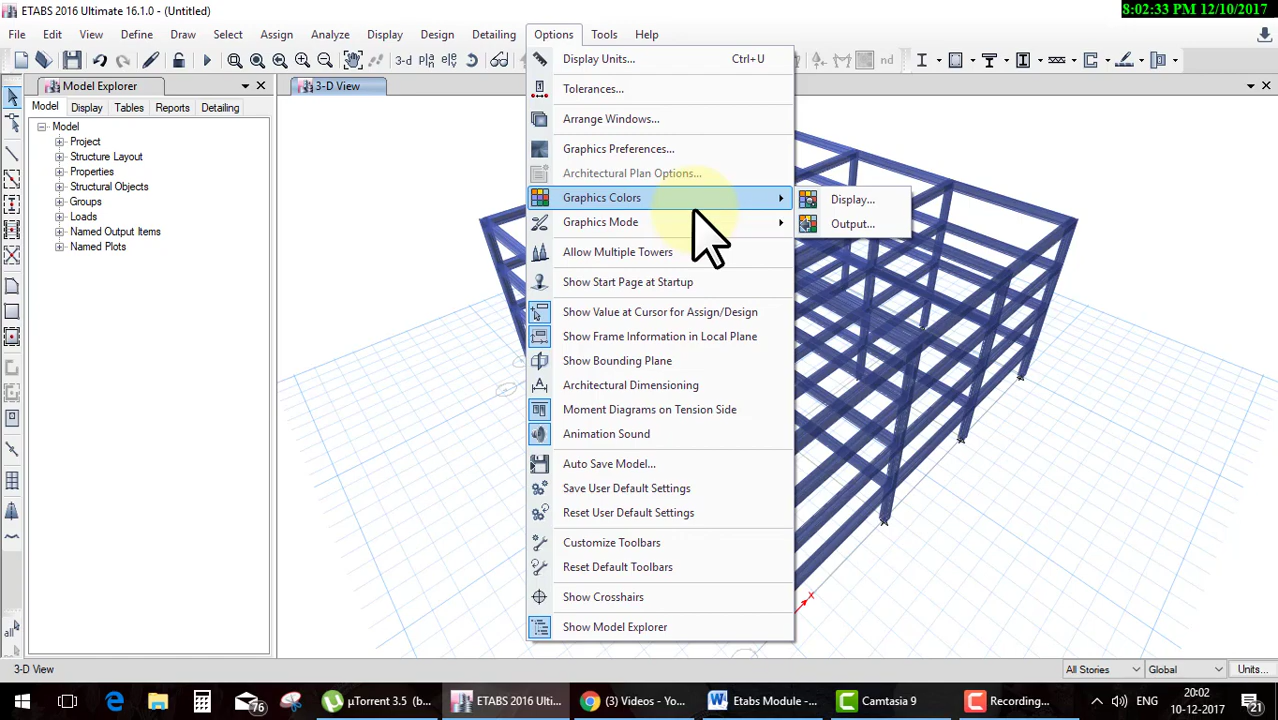 ETABS 2016 Ultimate 16.1.0 - (Untitled)
8:02:33 PM 12/10/2017
File Edit View Define Draw Select Assign Analyze Display Design Detailing Options Tools Help
3-d nd
Model Explorer
3-D View
Model Display Tables Reports Detailing
Model
Project
Structure Layout
Properties
Structural Objects
Groups
Loads
Named Output Items
Named Plots
Display Units... Ctrl+U
Tolerances...
Arrange Windows...
Graphics Preferences...
Architectural Plan Options...
Graphics Colors
Display...
Output...
Graphics Mode
Allow Multiple Towers
Show Start Page at Startup
Show Value at Cursor for Assign/Design
Show Frame Information in Local Plane
Show Bounding Plane
Architectural Dimensioning
Moment Diagrams on Tension Side
Animation Sound
Auto Save Model...
Save User Default Settings
Reset User Default Settings
Customize Toolbars
Reset Default Toolbars
Show Crosshairs
Show Model Explorer
X
all
3-D View
All Stories Global Units...
76 µTorrent 3.5 (b... ETABS 2016 Ulti... (3) Videos - Yo... Etabs Module -... Camtasia 9 Recording... ENG 20:02 10-12-2017 21